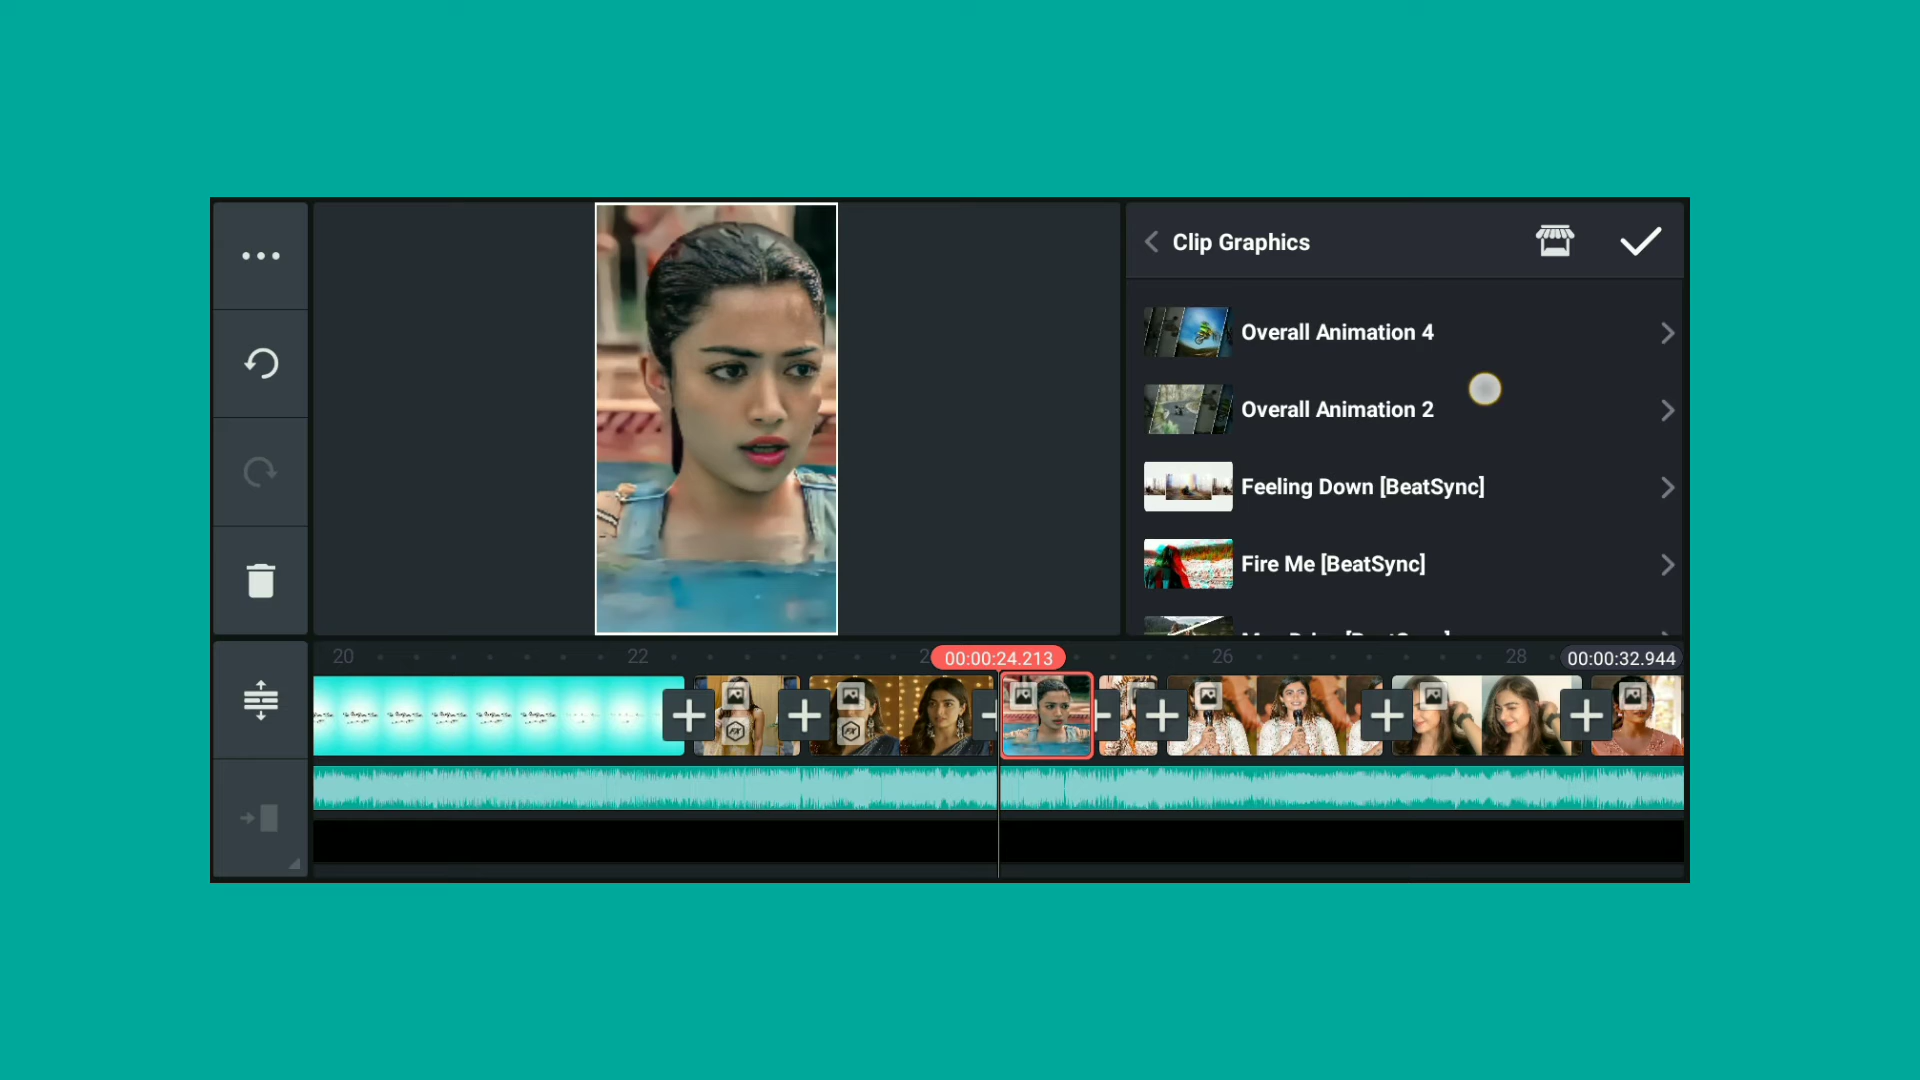 Clip Graphics
Overall Animation 4
Overall Animation 2
Feeling Down [BeatSync]
Fire Me [BeatSync]
20
22
00:00:24.213
26
28
00:00:32.944